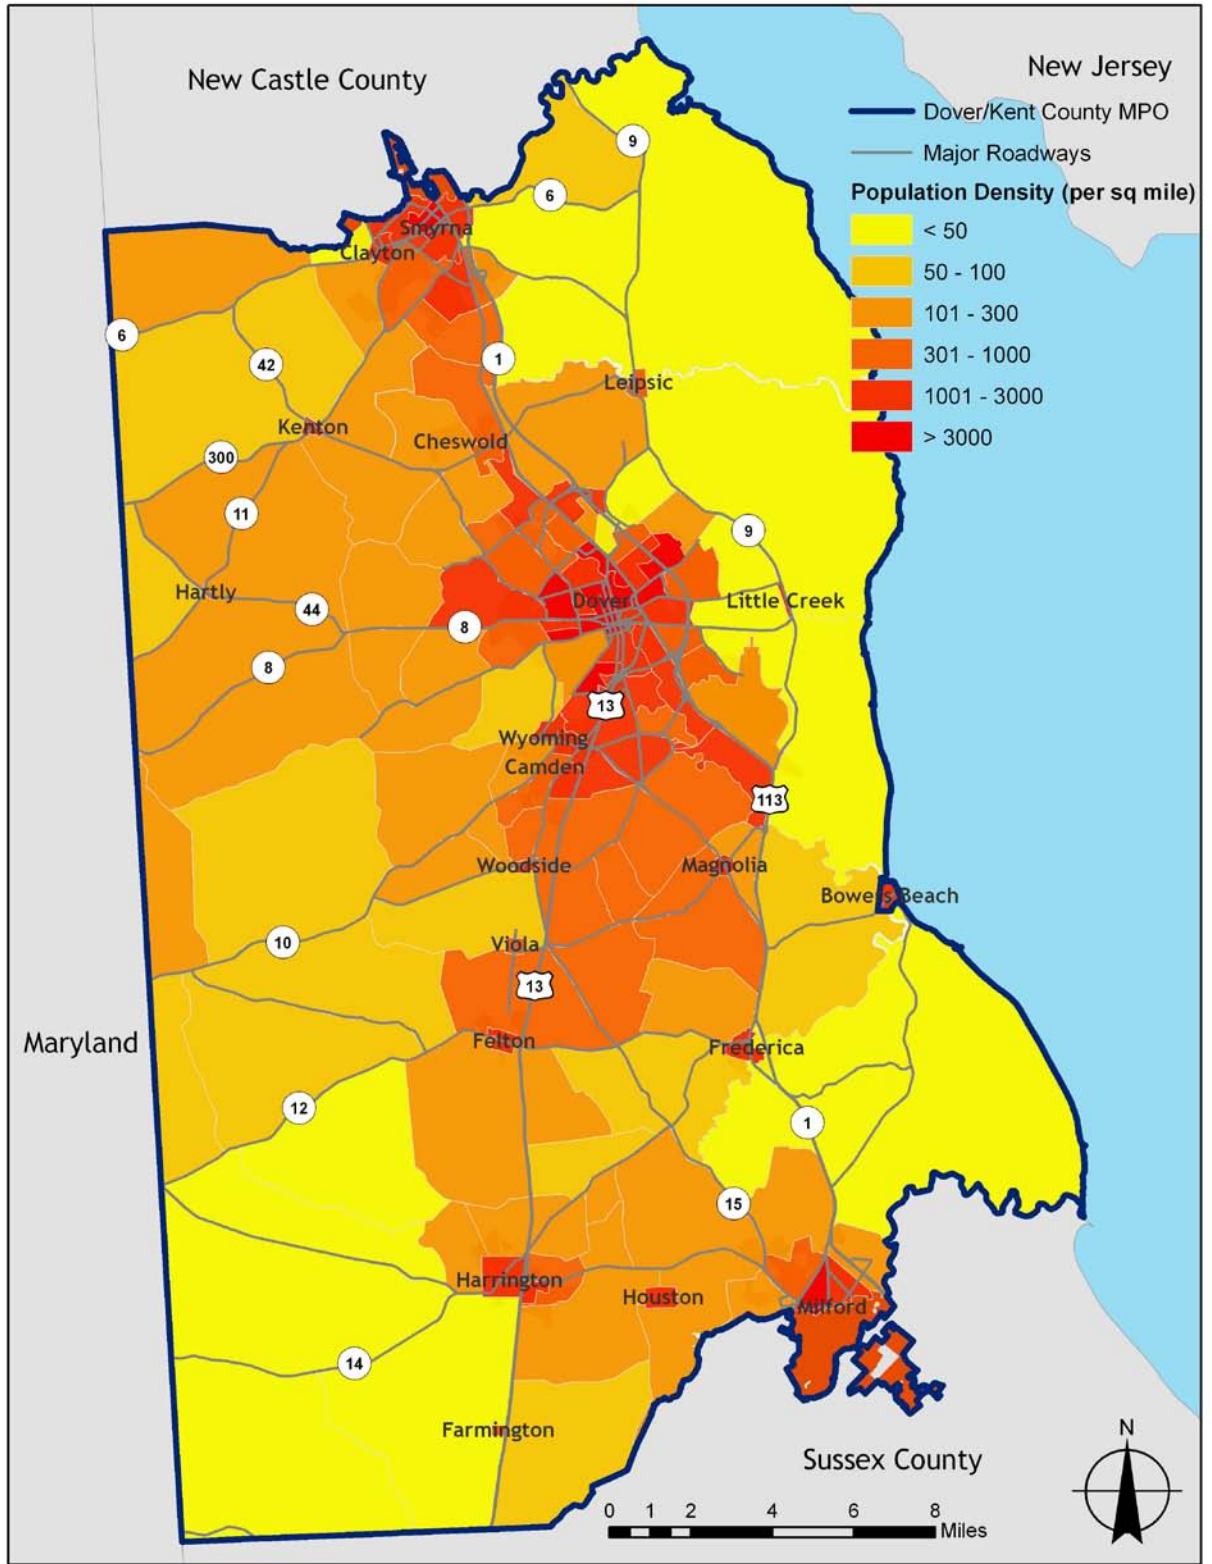 New Castle County
New Jersey
Dover/Kent County MPO
Major Roadways
Population Density (per sq mile)
< 50
50 - 100
101 - 300
301 - 1000
1001 - 3000
> 3000
9
6
Smyrna
Clayton
6
42
1
Leipsic
Kenton
Cheswold
300
11
9
Hartly
44
Dover
Little Creek
8
8
13
Wyoming
Camden
113
Woodside
Magnolia
Bowers Beach
10
Viola
13
Maryland
Felton
Frederica
12
1
15
Harrington
Houston
Milford
14
Farmington
Sussex County
N
0 1 2 4 6 8
Miles